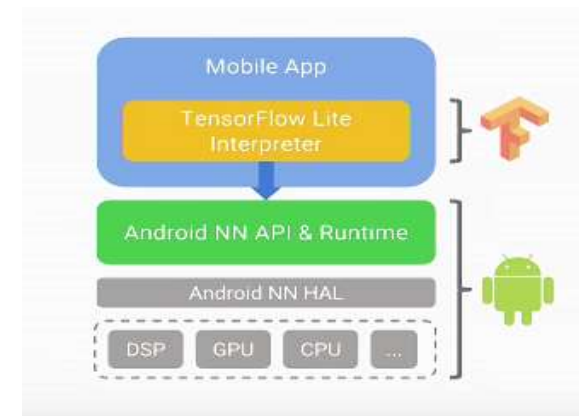 Mobile App
TensorFlow Lite
Interpreter
Android NN API & Runtime
Android NN HAL
DSP GPU CPU ...